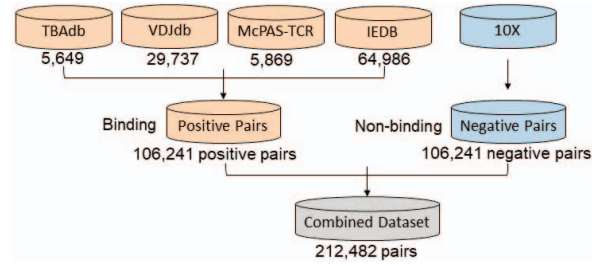 TBAdb
VDJdb
McPAS-TCR
IEDB
10X
5,649
29,737
5,869
64,986
Binding
Positive Pairs
Non-binding
Negative Pairs
106,241 positive pairs
106,241 negative pairs
Combined Dataset
212,482 pairs